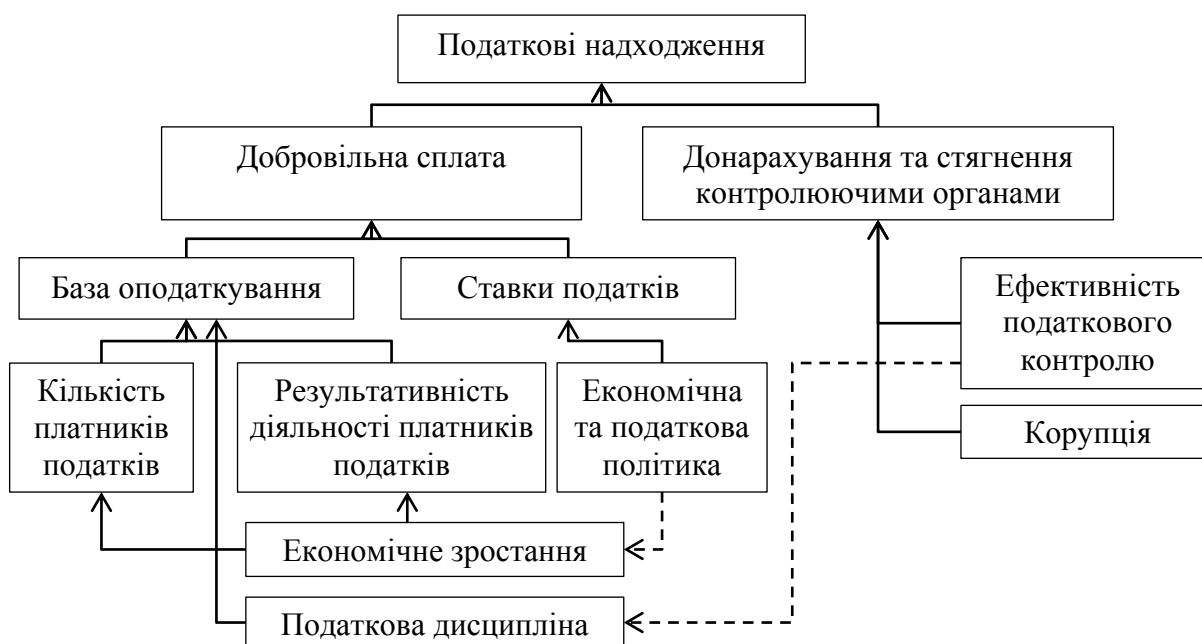 Податкові надходження
Добровільна сплата
Донарахування та стягнення
контролюючими органами
База оподаткування
Ставки податків
Ефективність
податкового
контролю
Кількість
платників
податків
Результативність
діяльності платників
податків
Економічна
та податкова
політика
Корупція
Економічне зростання
Податкова дисципліна